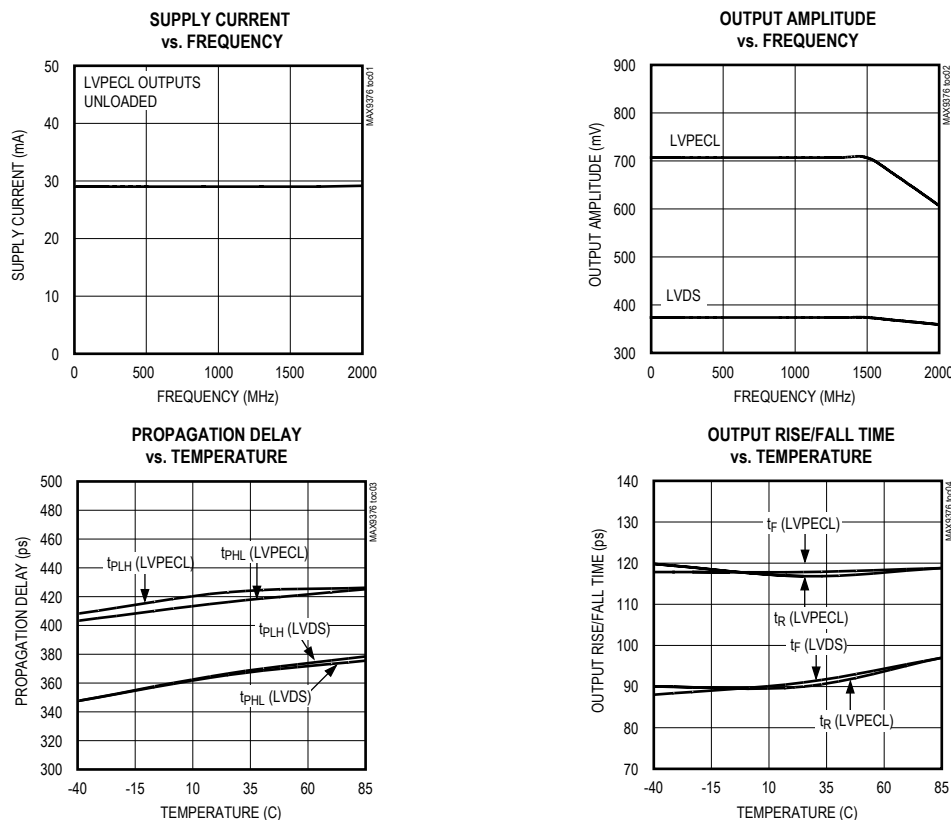 SUPPLY CURRENT
vs. FREQUENCY
50
40
30
20
10
0
SUPPLY CURRENT (mA)
LVPECL OUTPUTS
UNLOADED
MAX9376 toc01
0
500
1000
1500
2000
FREQUENCY (MHz)
OUTPUT AMPLITUDE
vs. FREQUENCY
900
800
700
600
500
400
300
OUTPUT AMPLITUDE (mV)
LVPECL
LVDS
MAX9376 toc02
0
500
1000
1500
2000
FREQUENCY (MHz)
PROPAGATION DELAY
vs. TEMPERATURE
500
480
460
440
420
400
380
360
340
320
300
PROPAGATION DELAY (ps)
tPLH (LVPECL)
tPHL (LVPECL)
tPLH (LVDS)
tPHL (LVDS)
MAX9376 toc03
-40
-15
10
35
60
85
TEMPERATURE (C)
OUTPUT RISE/FALL TIME
vs. TEMPERATURE
140
130
120
110
100
90
80
70
OUTPUT RISE/FALL TIME (ps)
tF (LVPECL)
tR (LVPECL)
tF (LVDS)
tR (LVPECL)
MAX9376 toc04
-40
-15
10
35
60
85
TEMPERATURE (C)